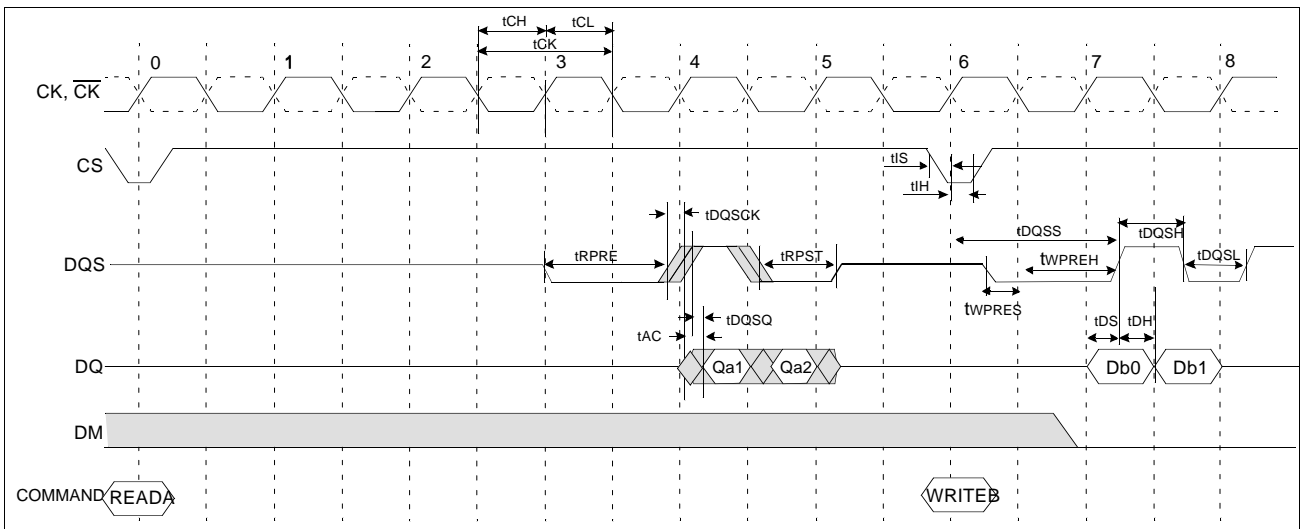 tCH tCL
tCK
0 1 2 3 4 5 6 7 8
CK, CK
CS
tIS
tIH
tDQSCK
tDQSS tDQSH
DQS
tRPRE tRPST tWPREH tDQSL
tWPRES
tDQSQ
tAC
tDS tDH
DQ
Qa1 Qa2 Db0 Db1
DM
COMMAND READA WRITEB